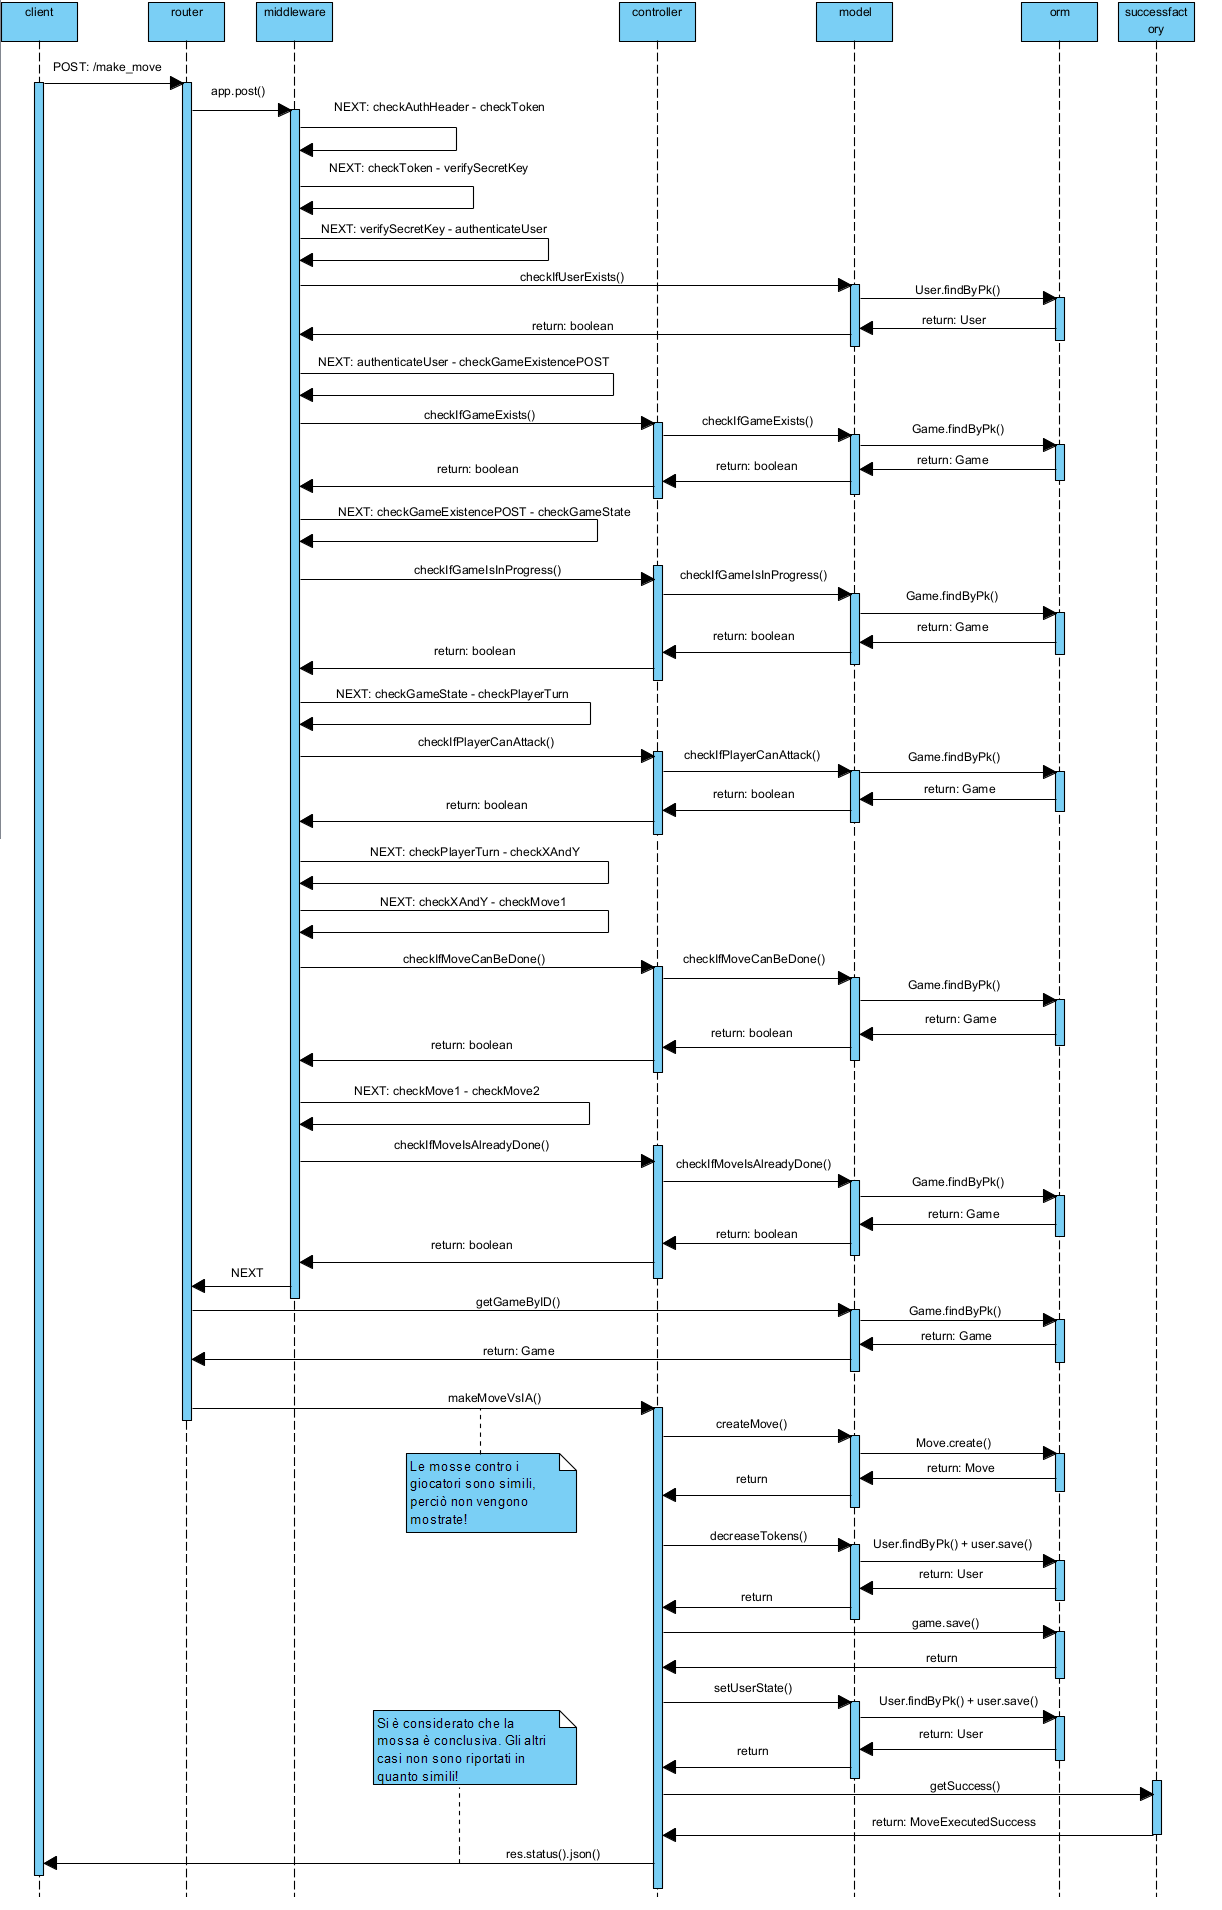 client
router
middleware
controller
model
orm
successfact
ory
POST: /make_move
app.post()
NEXT: checkAuthHeader - checkToken
NEXT: checkToken - verifySecretKey
NEXT: verifySecretKey - authenticateUser
checkIfUserExists()
User.findByPk()
return: User
return: boolean
NEXT: authenticateUser - checkGameExistencePOST
checkIfGameExists()
checkIfGameExists()
Game.findByPk()
return: Game
return: boolean
return: boolean
NEXT: checkGameExistencePOST - checkGameState
checkIfGameIsInProgress()
checkIfGameIsInProgress()
Game.findByPk()
return: Game
return: boolean
return: boolean
NEXT: checkGameState - checkPlayerTurn
checkIfPlayerCanAttack()
checkIfPlayerCanAttack()
Game.findByPk()
return: Game
return: boolean
return: boolean
NEXT: checkPlayerTurn - checkXAndY
NEXT: checkXAndY - checkMove1
checkIfMoveCanBeDone()
checkIfMoveCanBeDone()
Game.findByPk()
return: Game
return: boolean
return: boolean
NEXT: checkMove1 - checkMove2
checkIfMoveIsAlreadyDone()
checkIfMoveIsAlreadyDone()
Game.findByPk()
return: Game
return: boolean
return: boolean
NEXT
getGameByID()
Game.findByPk()
return: Game
return: Game
makeMoveVsIA()
createMove()
Move.create()
return: Move
return
Le mosse contro i
giocatori sono simili,
perciò non vengono
mostrate!
decreaseTokens()
User.findByPk() + user.save()
return: User
return
game.save()
return
setUserState()
User.findByPk() + user.save()
return: User
return
Si è considerato che la
mossa è conclusiva. Gli altri
casi non sono riportati in
quanto simili!
getSuccess()
return: MoveExecutedSuccess
res.status().json()